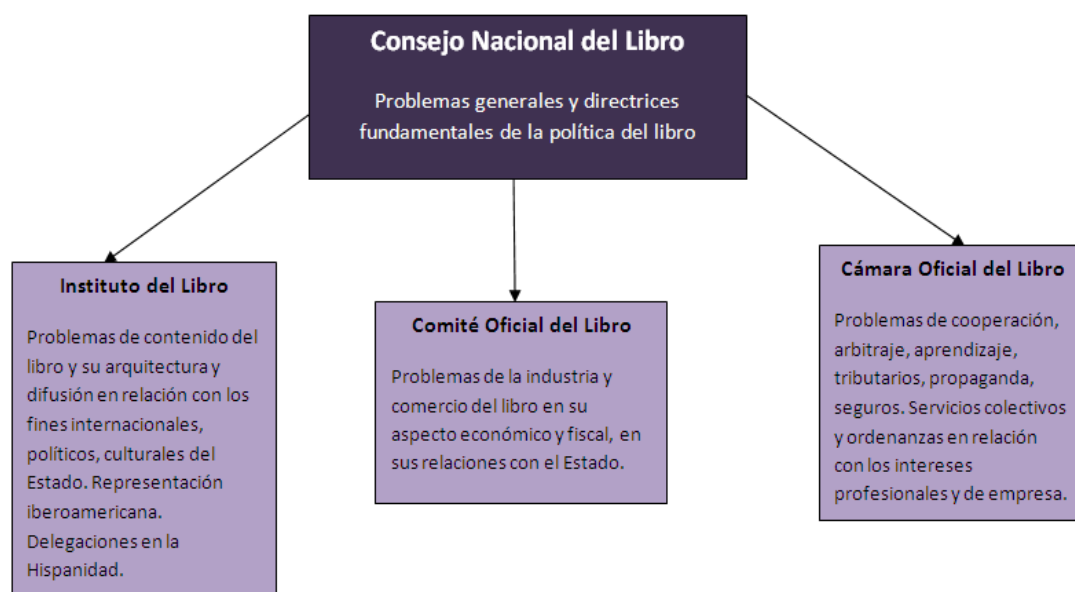 Consejo Nacional del Libro
Problemas generales y directrices
fundamentales de la política del libro
Instituto del Libro
Problemas de contenido del
libro y su arquitectura y
difusión en relación con los
fines internacionales,
políticos, culturales del
Estado. Representación
iberoamericana.
Delegaciones en la
Hispanidad.
Comité Oficial del Libro
Problemas de la industria y
comercio del libro en su
aspecto económico y fiscal, en
sus relaciones con el Estado.
Cámara Oficial del Libro
Problemas de cooperación,
arbitraje, aprendizaje,
tributarios, propaganda,
seguros. Servicios colectivos
y ordenanzas en relación
con los intereses
profesionales y de empresa.